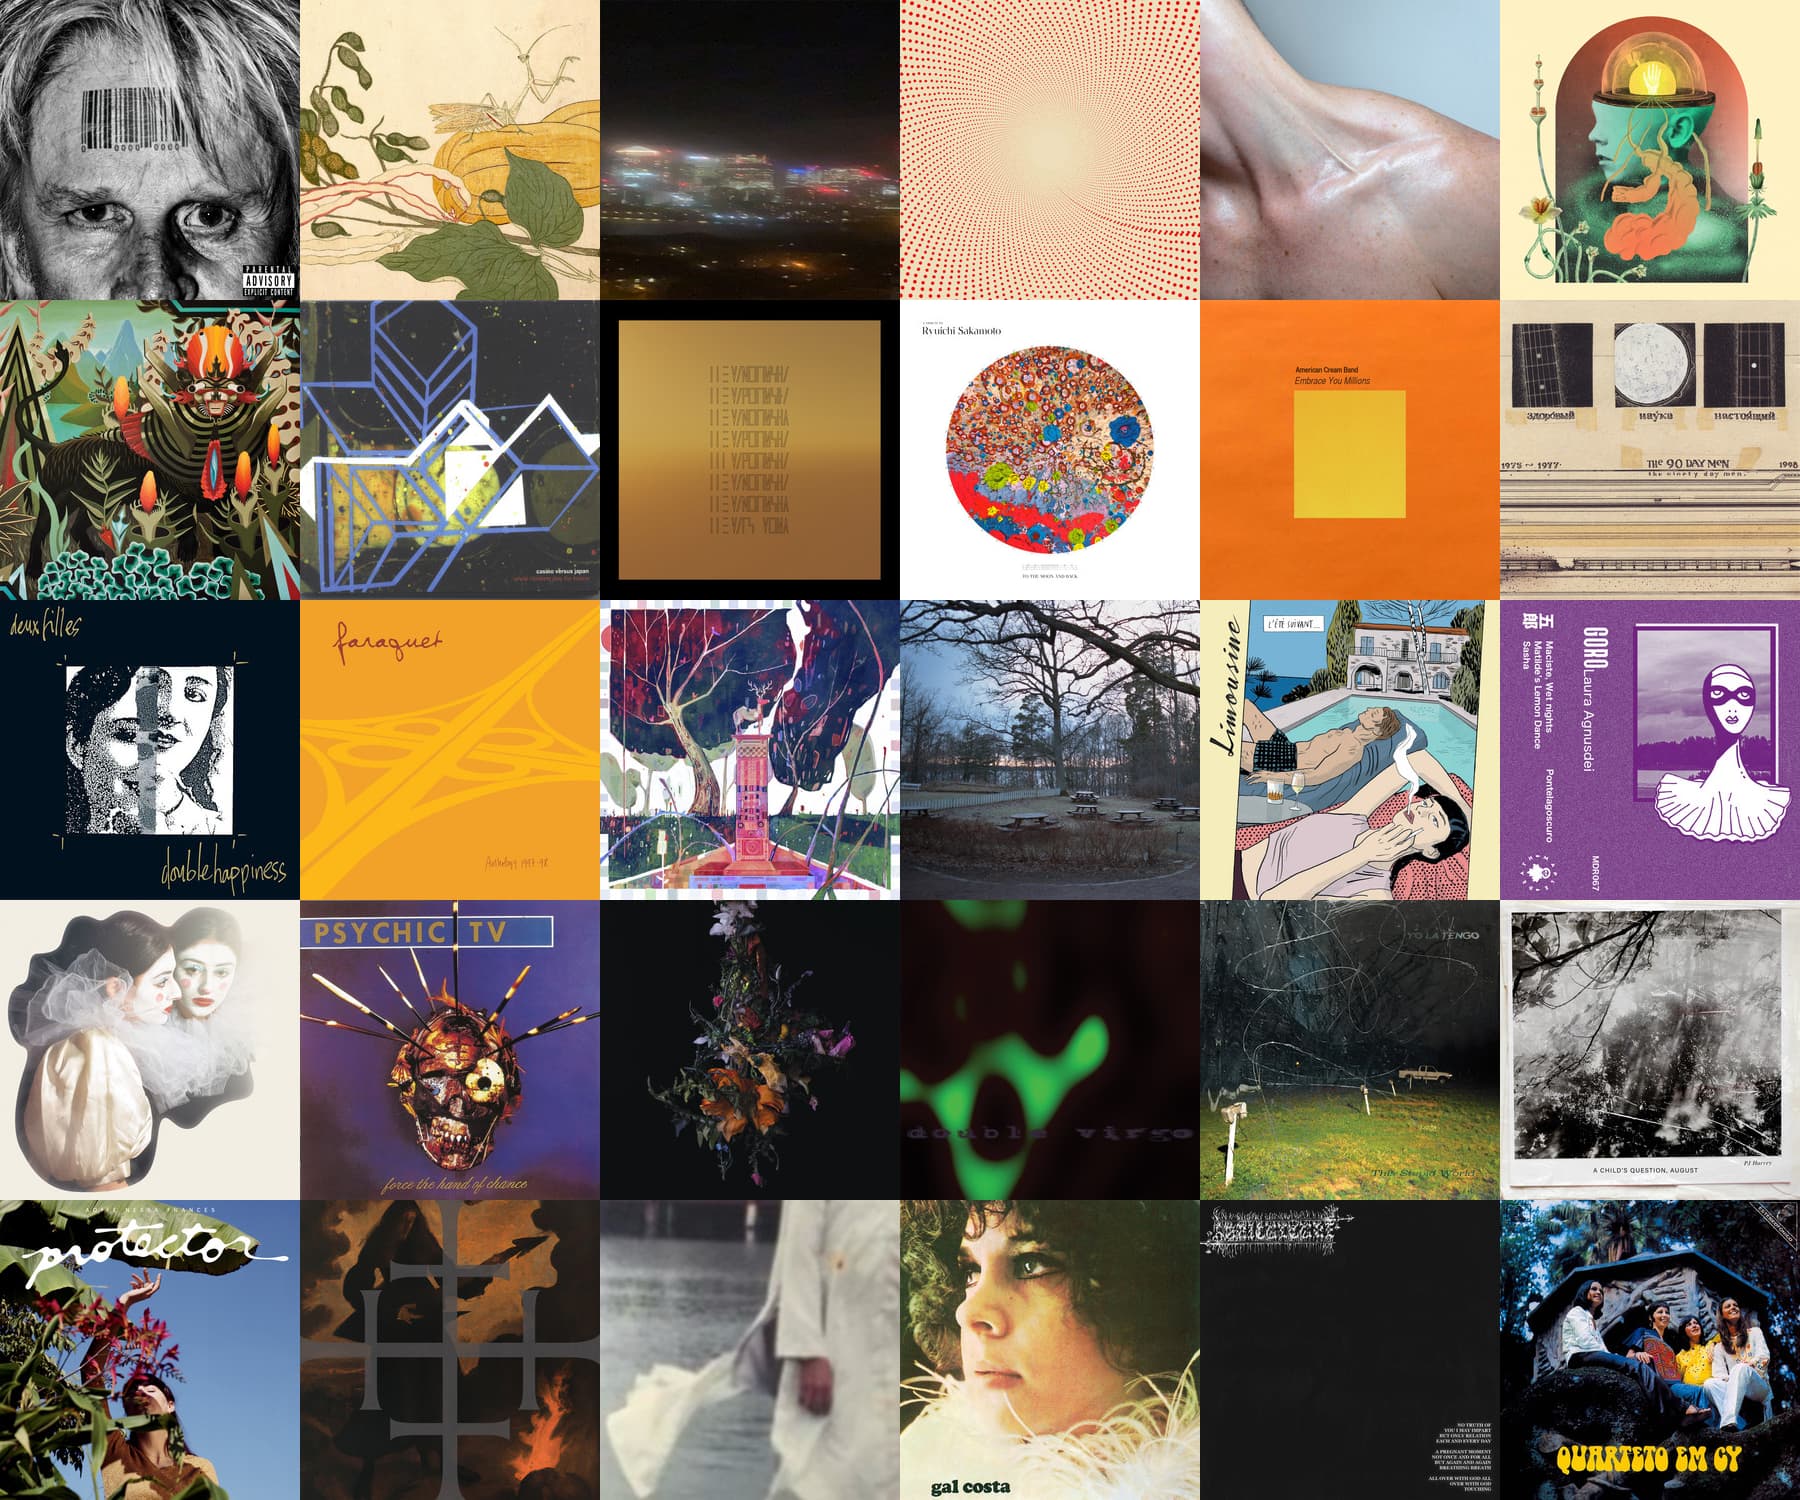 PARENTAL
ADVISORY
EXPLICIT CONTENT
Ryuichi Sakamoto
TO THE MOON AND BACK
American Cream Band
Embrace You Millions
casino versus japan
здоровый
наука
настоящий
1975 ~ 1977.
THE 90 DAY MEN
the ninety day men.
1998
deux filles
double happiness
faraquet
Anthology 1997-98
Limousine
L'ÉTÉ SUIVANT...
五郎
GORO
Laura Agnusdei
Maciste, Wet nights
Matilde's Lemon Dance
Sasha
Pontelagoscuro
MDR067
PSYCHIC TV
force the hand of chance
double virgo
YO LA TENGO
This Stupid World
A CHILD'S QUESTION, AUGUST
PJ Harvey
AOIFE NESSA FRANCES
protector
gal costa
NO TRUTH OF
YOU I MAY IMPART
BUT ONLY RELATION
EACH AND EVERY DAY
A PREGNANT MOMENT
NOT ONCE AND FOR ALL
BUT AGAIN AND AGAIN
BREATHING BREATH
ALL OVER WITH GOD ALL
OVER WITH GOD
TOUCHING
QUARTETO EM CY